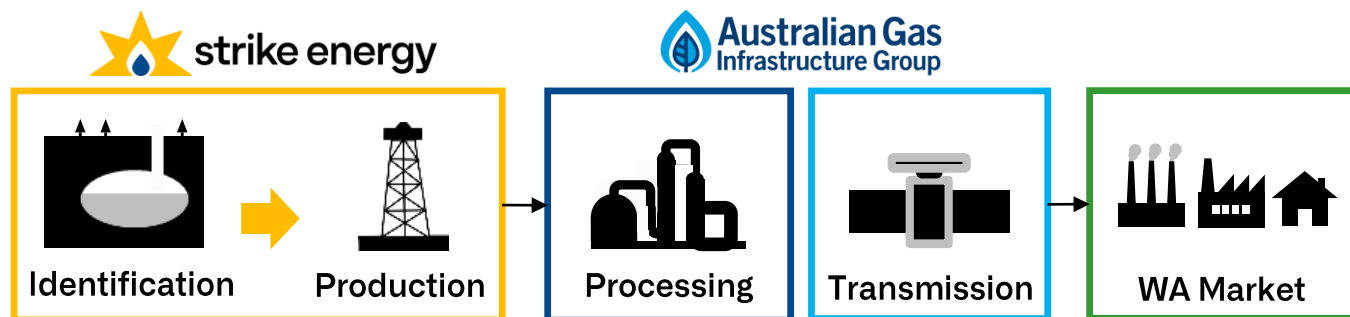 strike energy
Australian Gas
Infrastructure Group
Identification
Production
Processing
Transmission
WA Market